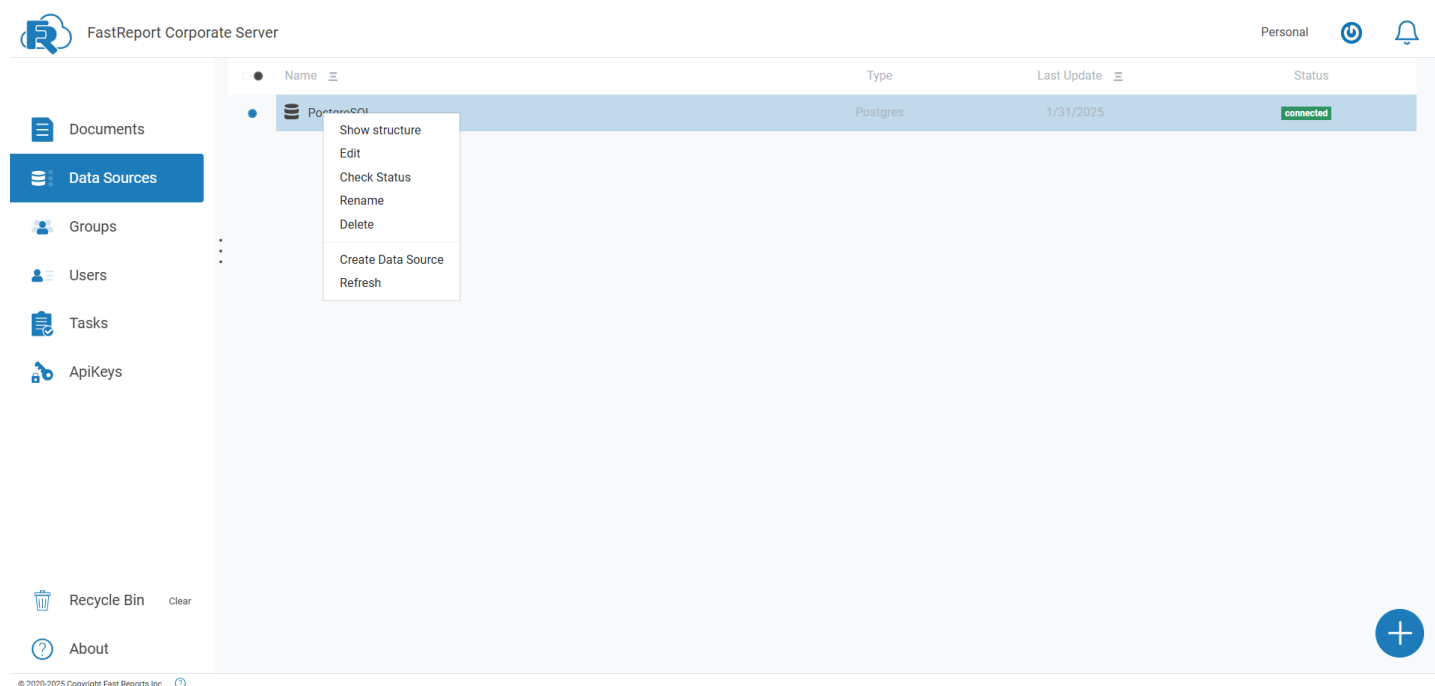 FastReport Corporate Server
Personal
Name Type Last Update Status
PostgreSQL Postgres 1/31/2025 connected
Show structure
Edit
Check Status
Rename
Delete
Create Data Source
Refresh
Documents
Data Sources
Groups
Users
Tasks
ApiKeys
Recycle Bin Clear
About
© 2020-2025 Copyright Fast Reports Inc.